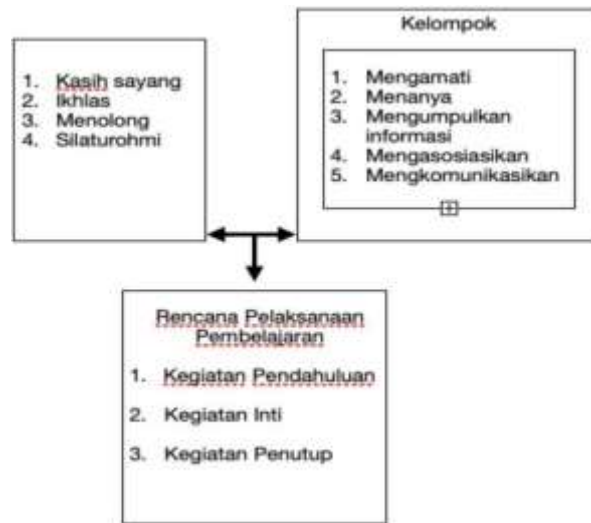 1. Kasih sayang
2. Ikhlas
3. Menolong
4. Silaturohmi
Kelompok
1. Mengamati
2. Menanya
3. Mengumpulkan
informasi
4. Mengasosiasikan
5. Mengkomunikasikan
Rencana Pelaksanaan
Pembelajaran
1. Kegiatan Pendahuluan
2. Kegiatan Inti
3. Kegiatan Penutup